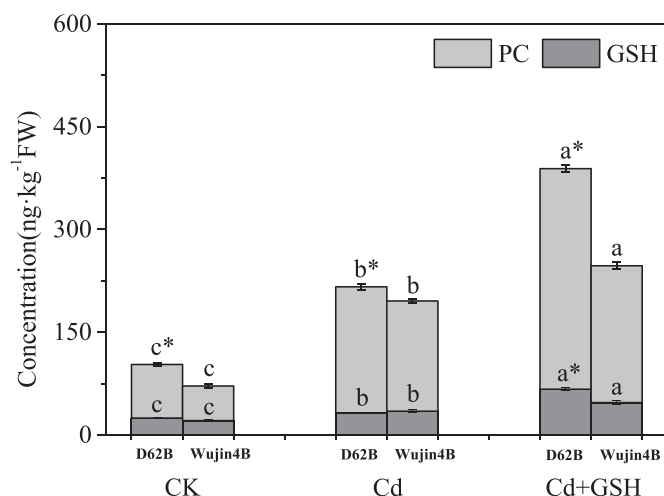 600
PC GSH
450
a*
300
a
b* b
150
c* c
a*
c c b b a
0
D62B Wujin4B D62B Wujin4B D62B Wujin4B
CK Cd Cd+GSH
Concentration(ng·kg⁻¹FW)